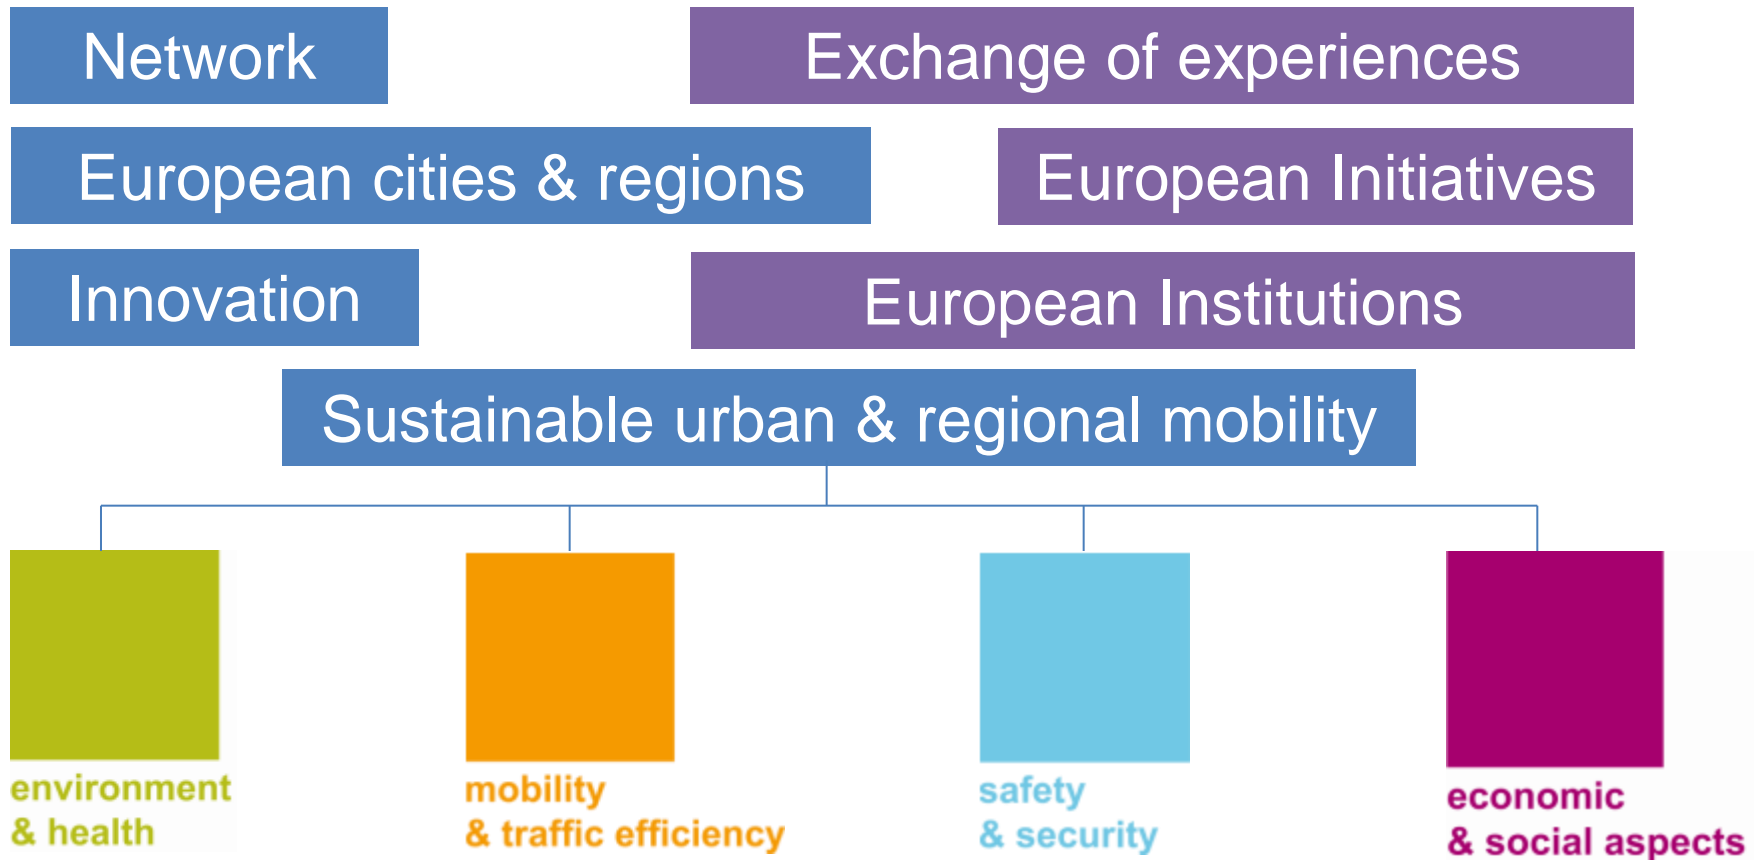 Network
Exchange of experiences
European cities & regions
European Initiatives
Innovation
European Institutions
Sustainable urban & regional mobility
environment
& health
mobility
& traffic efficiency
safety
& security
economic
& social aspects